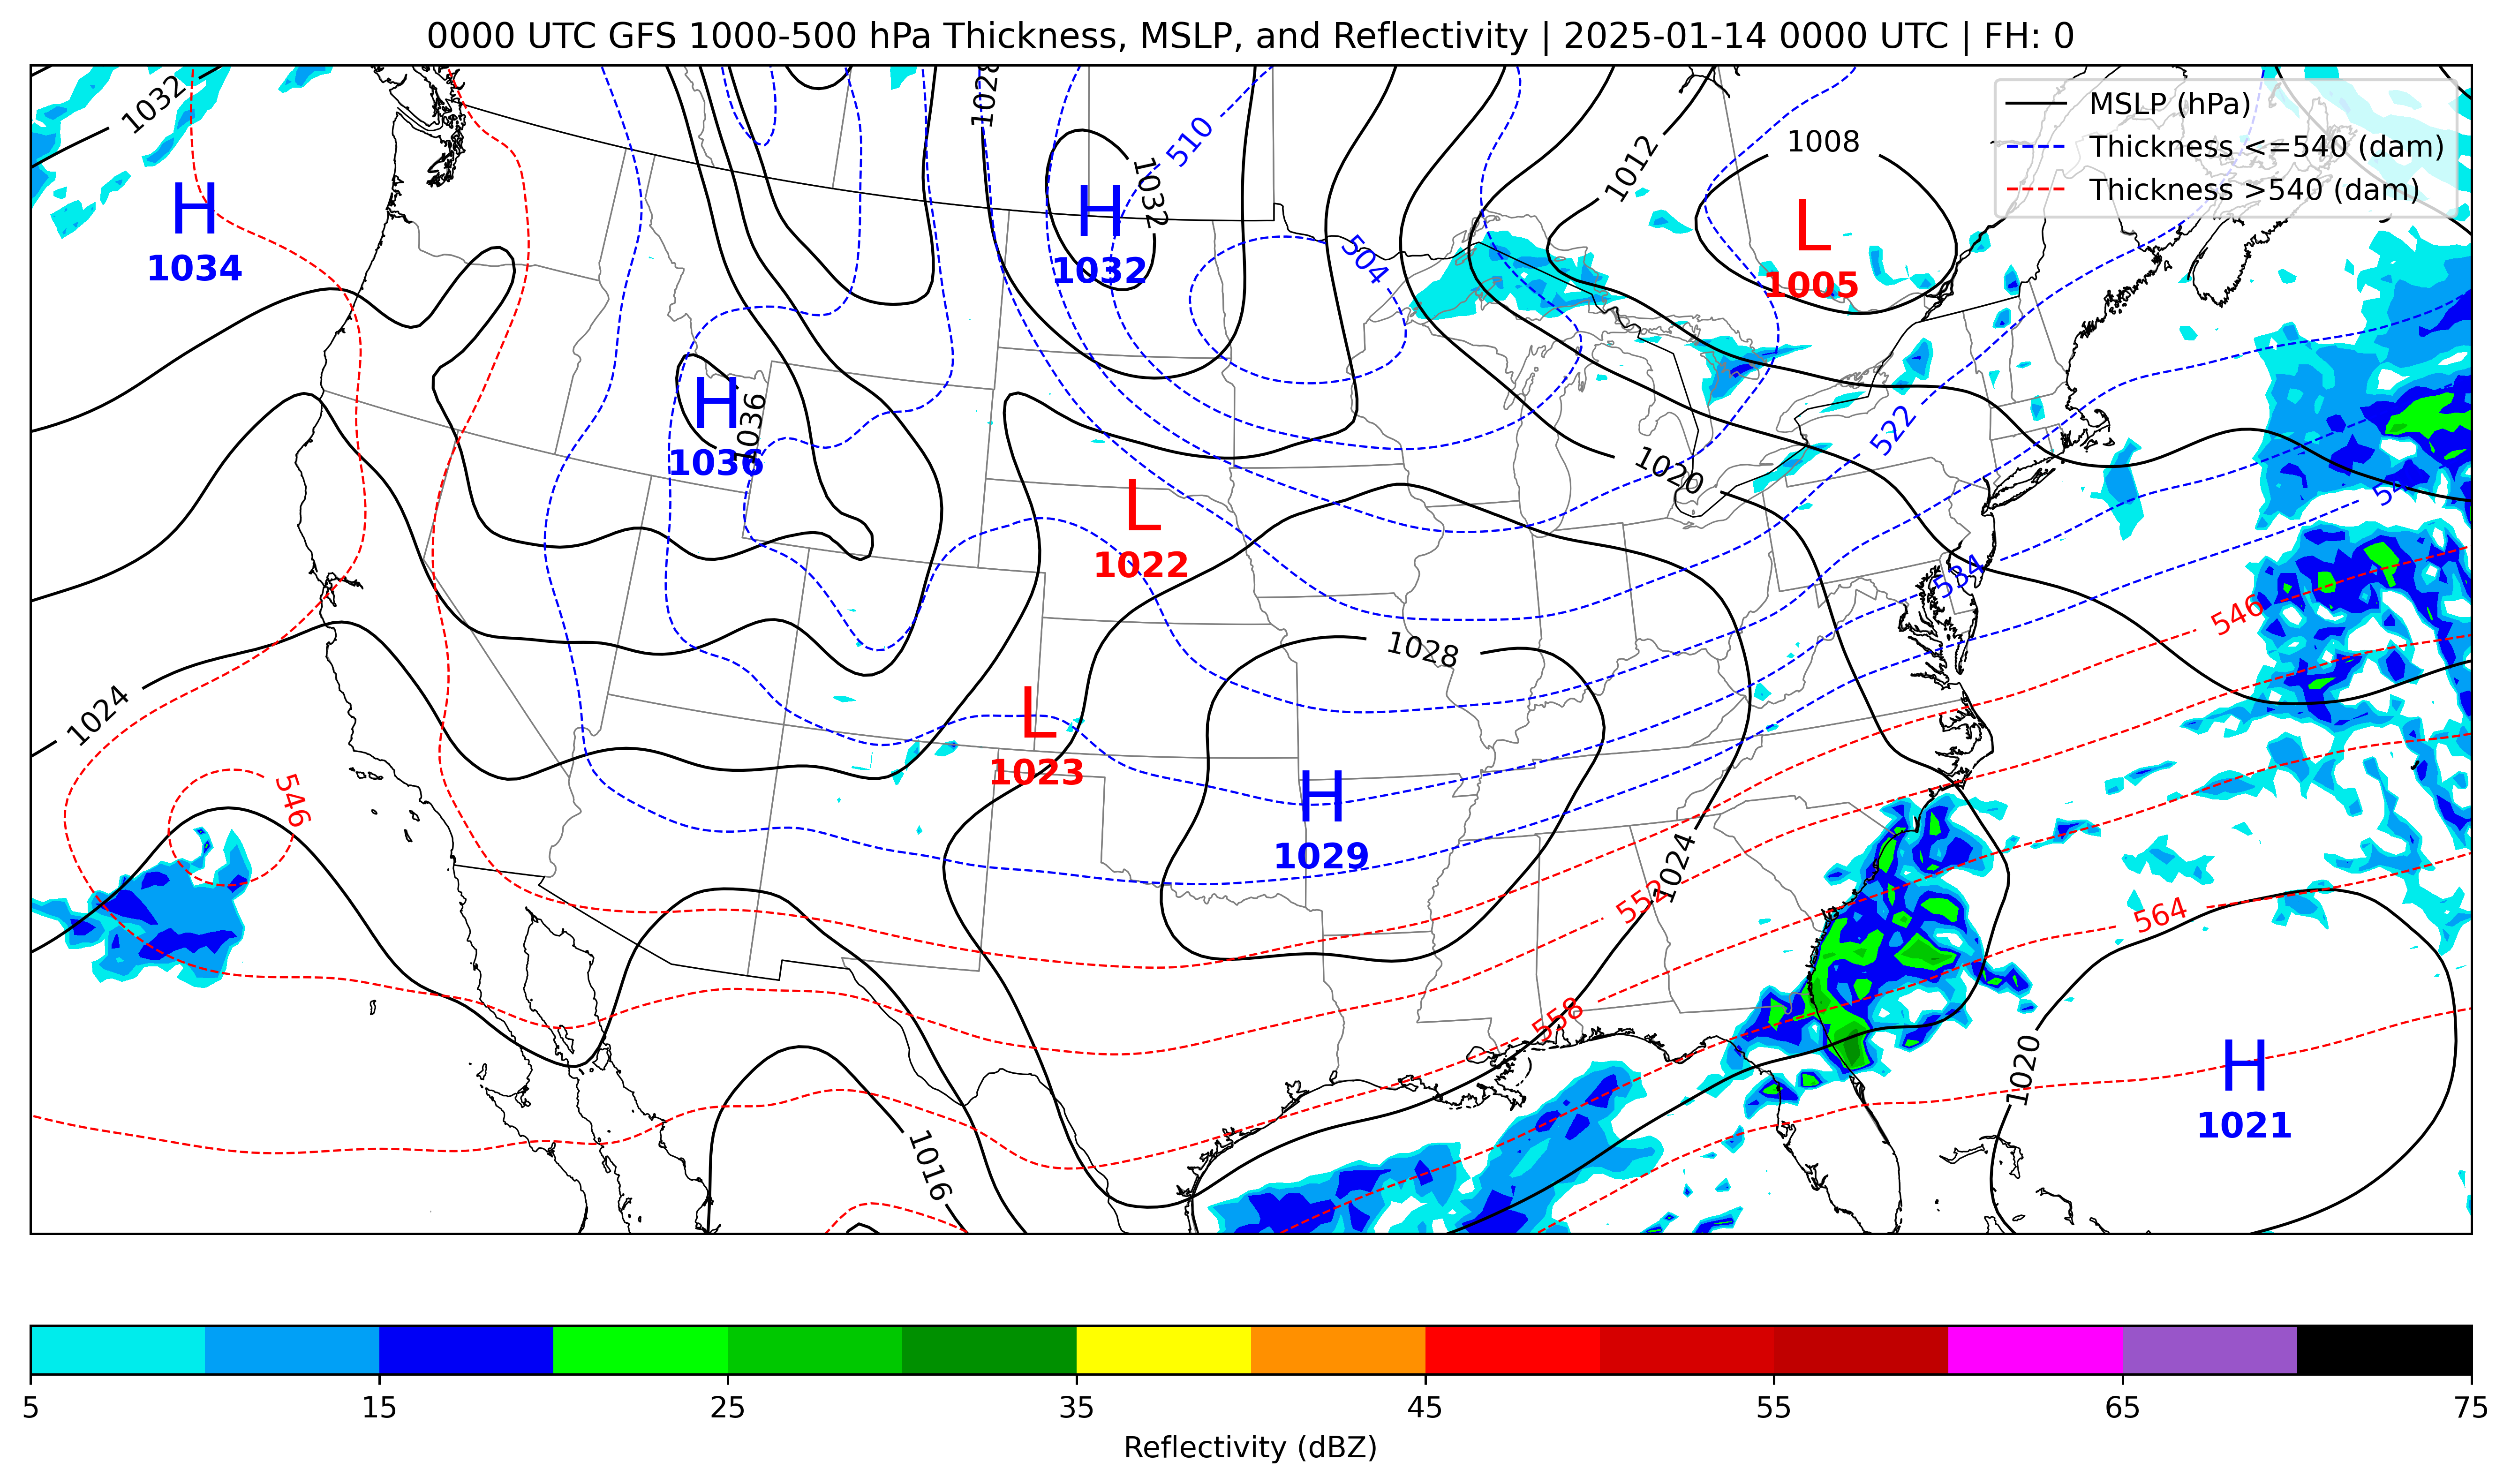 0000 UTC GFS 1000-500 hPa Thickness, MSLP, and Reflectivity | 2025-01-14 0000 UTC | FH: 0
MSLP (hPa)
Thickness <=540 (dam)
Thickness >540 (dam)
1032
1028
510
1032
1012
1008
H
1034
H
1032
L
1005
504
H
1036
1036
522
1020
L
1022
534
546
1028
1024
L
1023
546
H
1029
1024
552
564
558
1020
H
1021
1016
5
15
25
35
45
55
65
75
Reflectivity (dBZ)